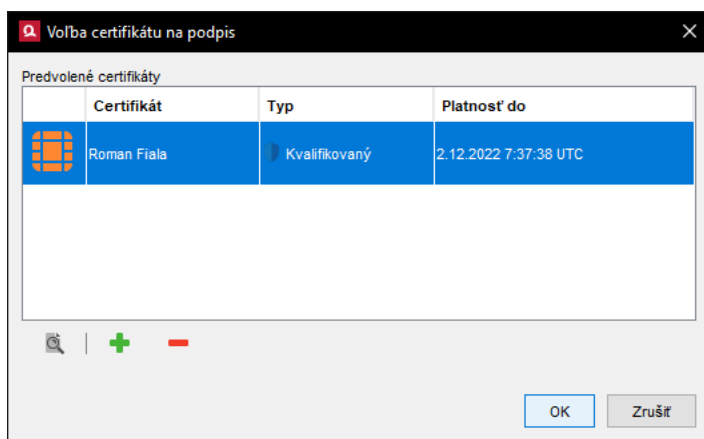 Voľba certifikátu na podpis
Predvolené certifikáty
Certifikát Typ Platnosť do
Roman Fiala Kvalifikovaný 2.12.2022 7:37:38 UTC
OK Zrušiť